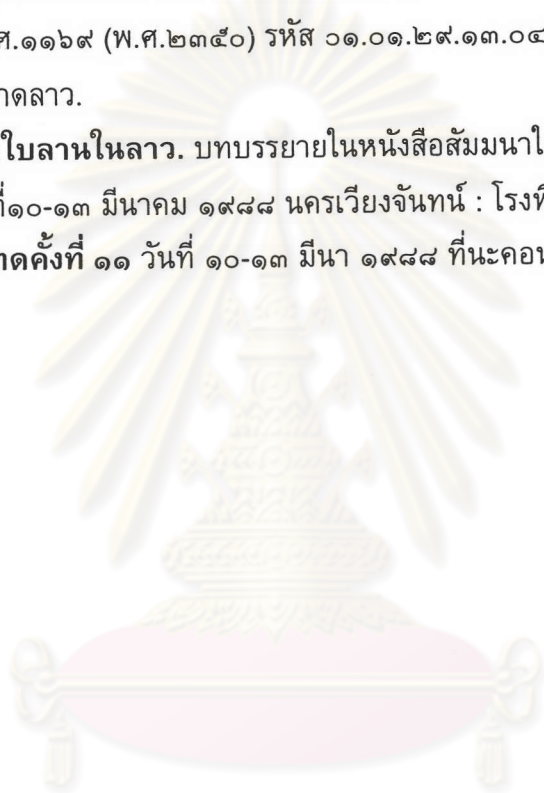 ศ.๑๑๖๙ (พ.ศ.๒๓๕๐) รหัส ๐๑.๐๑.๒๙.๑๓.๐๔
าดลาว.
ใบลานในลาว. บทบรรยายในหนังสือสัมมนาใ
ที่๑๐-๑๓ มีนาคม ๑๙๘๘ นครเวียงจันทน์ : โรงพิ
าดคั้งที่ ๑๑ วันที่ ๑๐-๑๓ มีนา ๑๙๘๘ ที่นะคอน